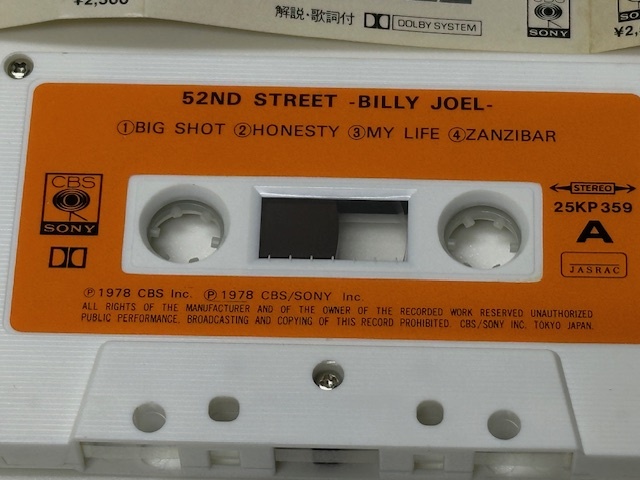 ¥2,500
解説・歌詞付 DOLBY SYSTEM
SONY
¥2,
52ND STREET -BILLY JOEL-
①BIG SHOT ②HONESTY ③MY LIFE ④ZANZIBAR
CBS
SONY
STEREO
25KP 359
A
JASRAC
Ⓟ1978 CBS Inc. Ⓟ1978 CBS/SONY Inc.
ALL RIGHTS OF THE MANUFACTURER AND OF THE OWNER OF THE RECORDED WORK RESERVED UNAUTHORIZED
PUBLIC PERFORMANCE. BROADCASTING AND COPYING OF THIS RECORD PROHIBITED. CBS/SONY INC. TOKYO JAPAN.